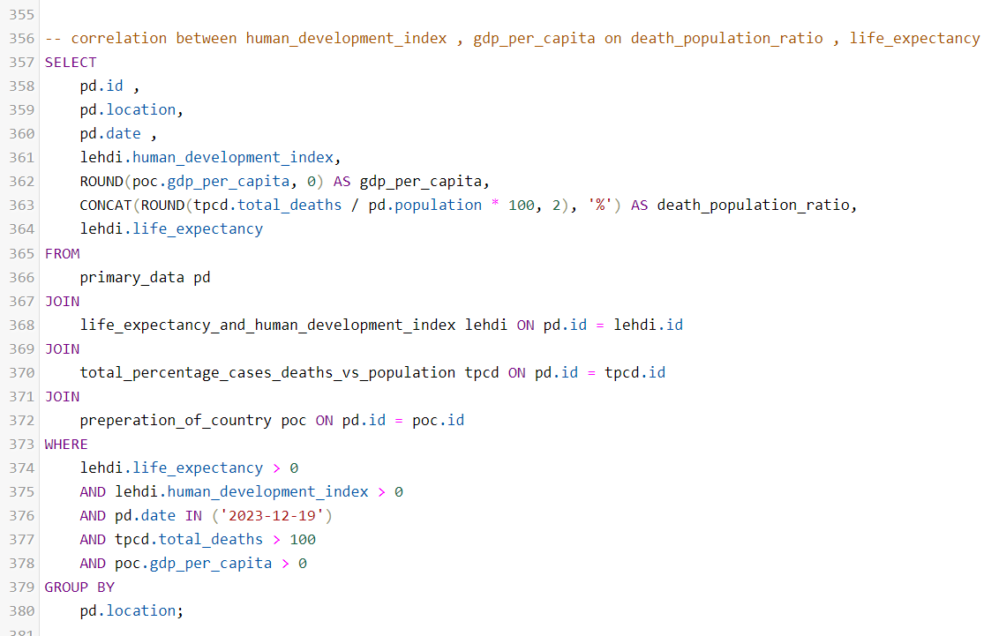 355
356 -- correlation between human_development_index , gdp_per_capita on death_population_ratio , life_expectancy
357 SELECT
358     pd.id ,
359     pd.location,
360     pd.date ,
361     lehdi.human_development_index,
362     ROUND(poc.gdp_per_capita, 0) AS gdp_per_capita,
363     CONCAT(ROUND(tpcd.total_deaths / pd.population * 100, 2), '%') AS death_population_ratio,
364     lehdi.life_expectancy
365 FROM
366     primary_data pd
367 JOIN
368     life_expectancy_and_human_development_index lehdi ON pd.id = lehdi.id
369 JOIN
370     total_percentage_cases_deaths_vs_population tpcd ON pd.id = tpcd.id
371 JOIN
372     preperation_of_country poc ON pd.id = poc.id
373 WHERE
374     lehdi.life_expectancy > 0
375     AND lehdi.human_development_index > 0
376     AND pd.date IN ('2023-12-19')
377     AND tpcd.total_deaths > 100
378     AND poc.gdp_per_capita > 0
379 GROUP BY
380     pd.location;
381